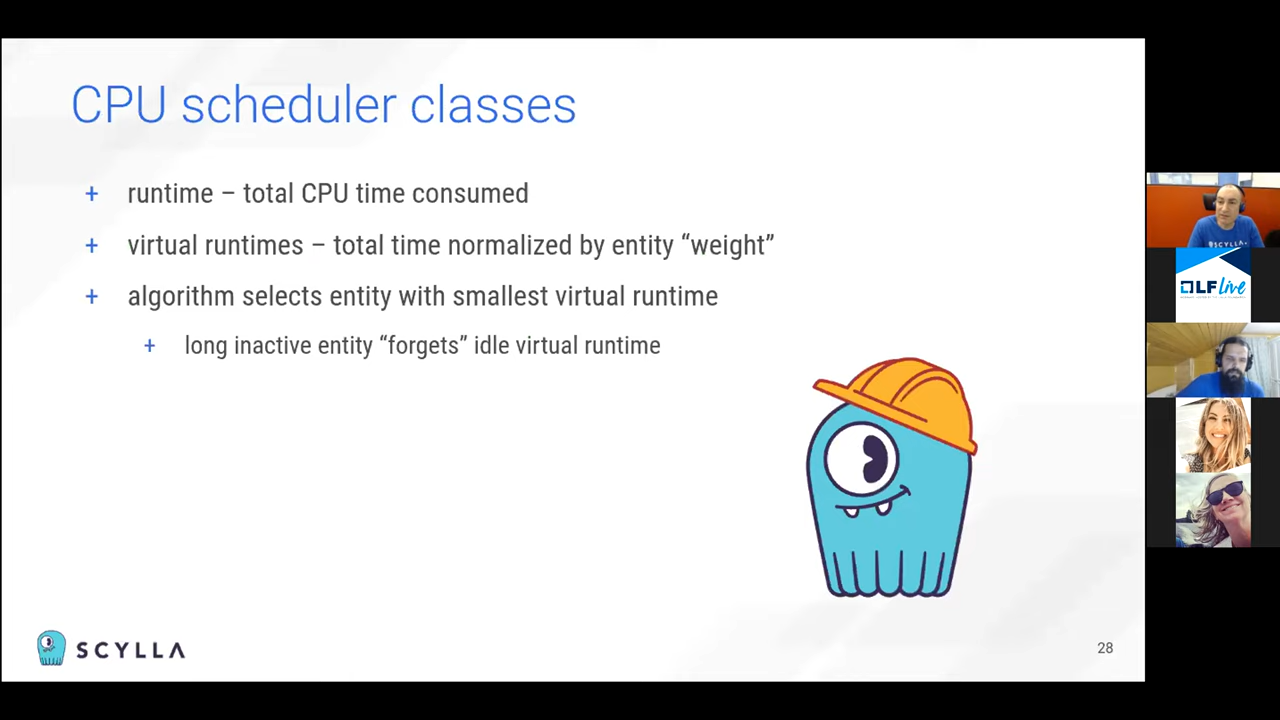 CPU scheduler classes
+ runtime – total CPU time consumed
+ virtual runtimes – total time normalized by entity “weight”
+ algorithm selects entity with smallest virtual runtime
+ long inactive entity “forgets” idle virtual runtime
SCYLLA
28
SCYLLA
LF Live